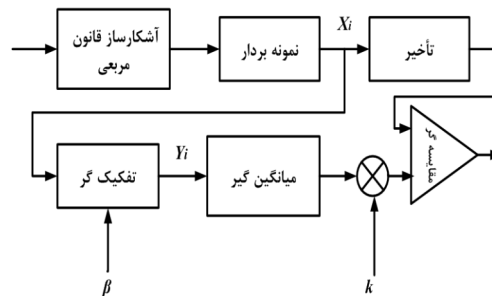 Xi
آشکارساز قانون
مربعی
نمونه بردار
تأخیر
مقایسه گر
Yi
تفکیک گر
میانگین گیر
β
k